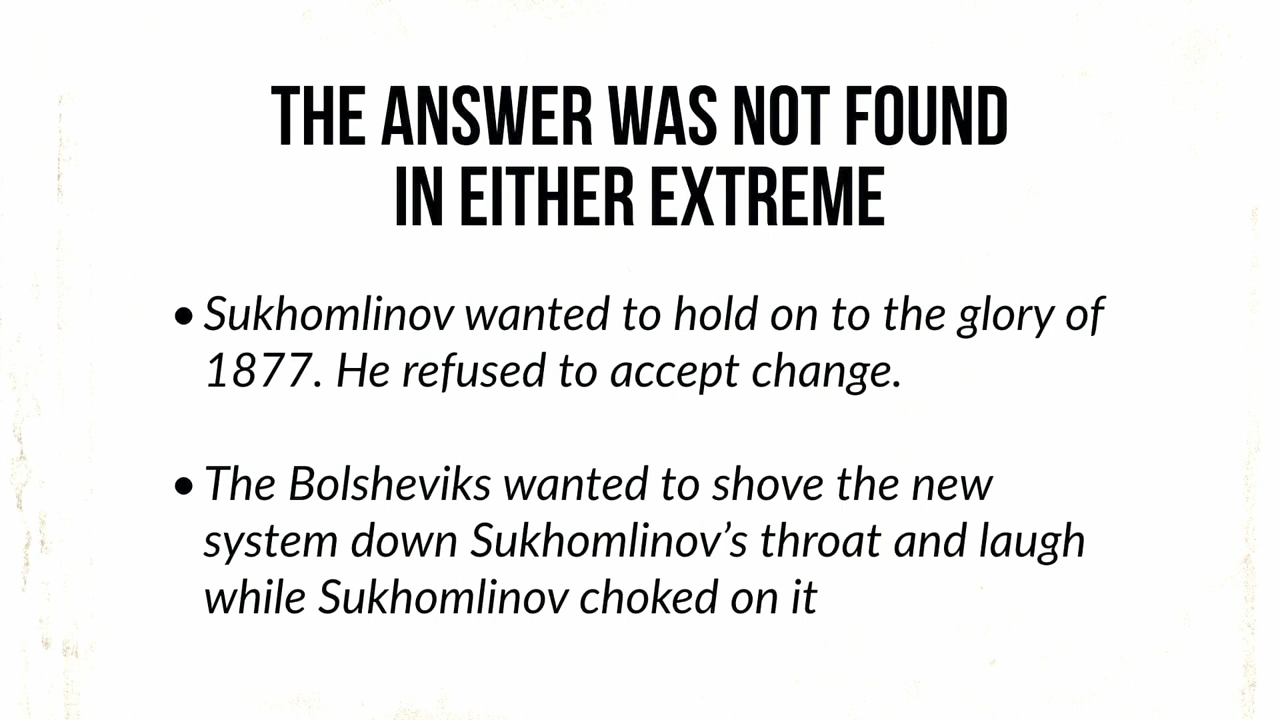 THE ANSWER WAS NOT FOUND
IN EITHER EXTREME
• Sukhomlinov wanted to hold on to the glory of
1877. He refused to accept change.
• The Bolsheviks wanted to shove the new
system down Sukhomlinov’s throat and laugh
while Sukhomlinov choked on it